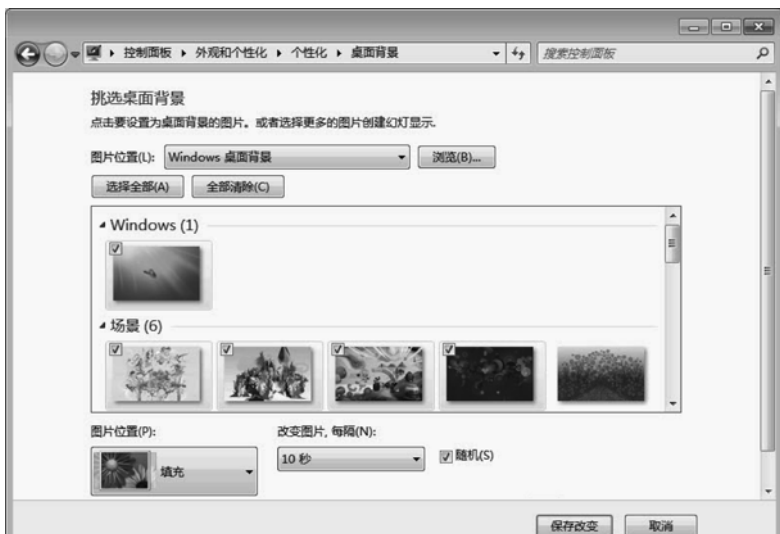 控制面板 ▸ 外观和个性化 ▸ 个性化 ▸ 桌面背景
搜索控制面板
挑选桌面背景
点击要设置为桌面背景的图片。或者选择更多的图片创建幻灯显示.
图片位置(L):
Windows 桌面背景
浏览(B)...
选择全部(A)
全部清除(C)
Windows (1)
场景 (6)
图片位置(P):
改变图片, 每隔(N):
填充
10 秒
随机(S)
保存改变
取消